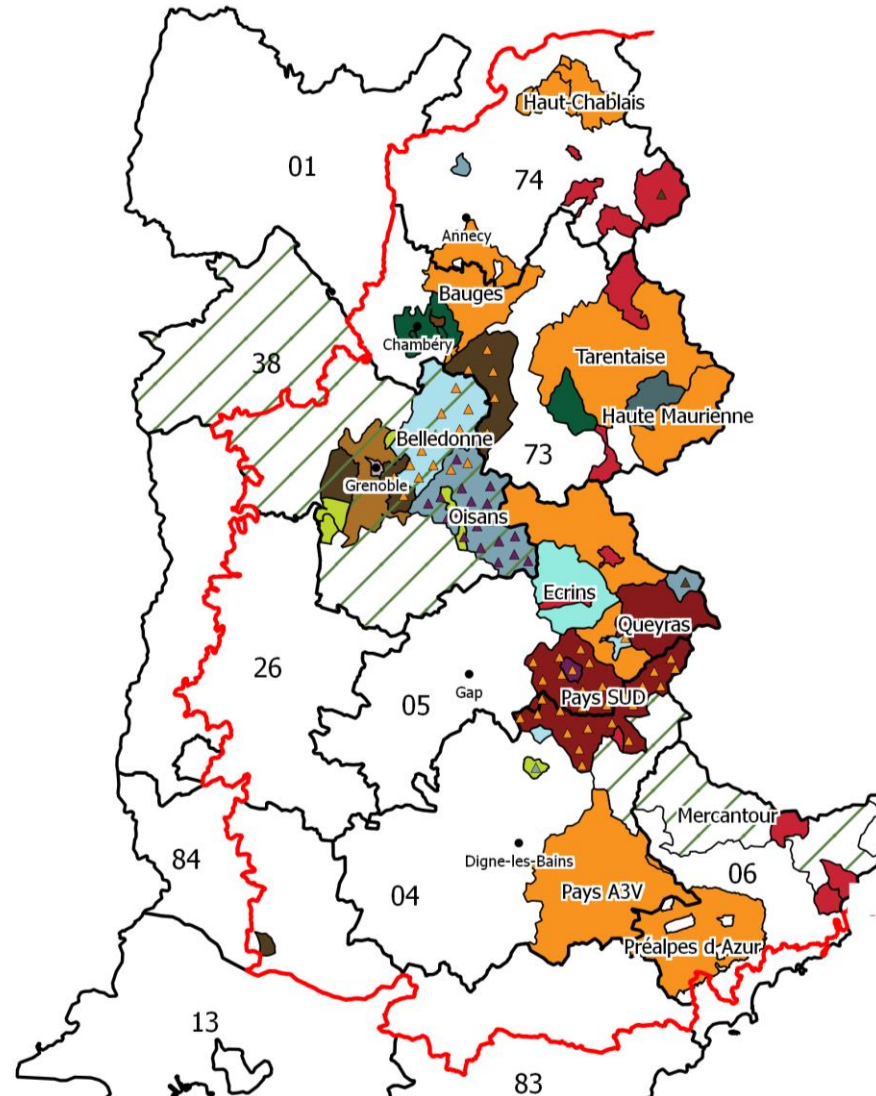 Haut-Chablais
01
74
Annecy
Bauges
Chambéry
38
Tarentaise
Haute Maurienne
Belledonne
73
Grenoble
Oisans
Ecrins
Queyras
26
05
Gap
Pays SUD
Mercantour
84
Digne-les-Bains
06
04
Pays A3V
Préalpes d Azur
13
83